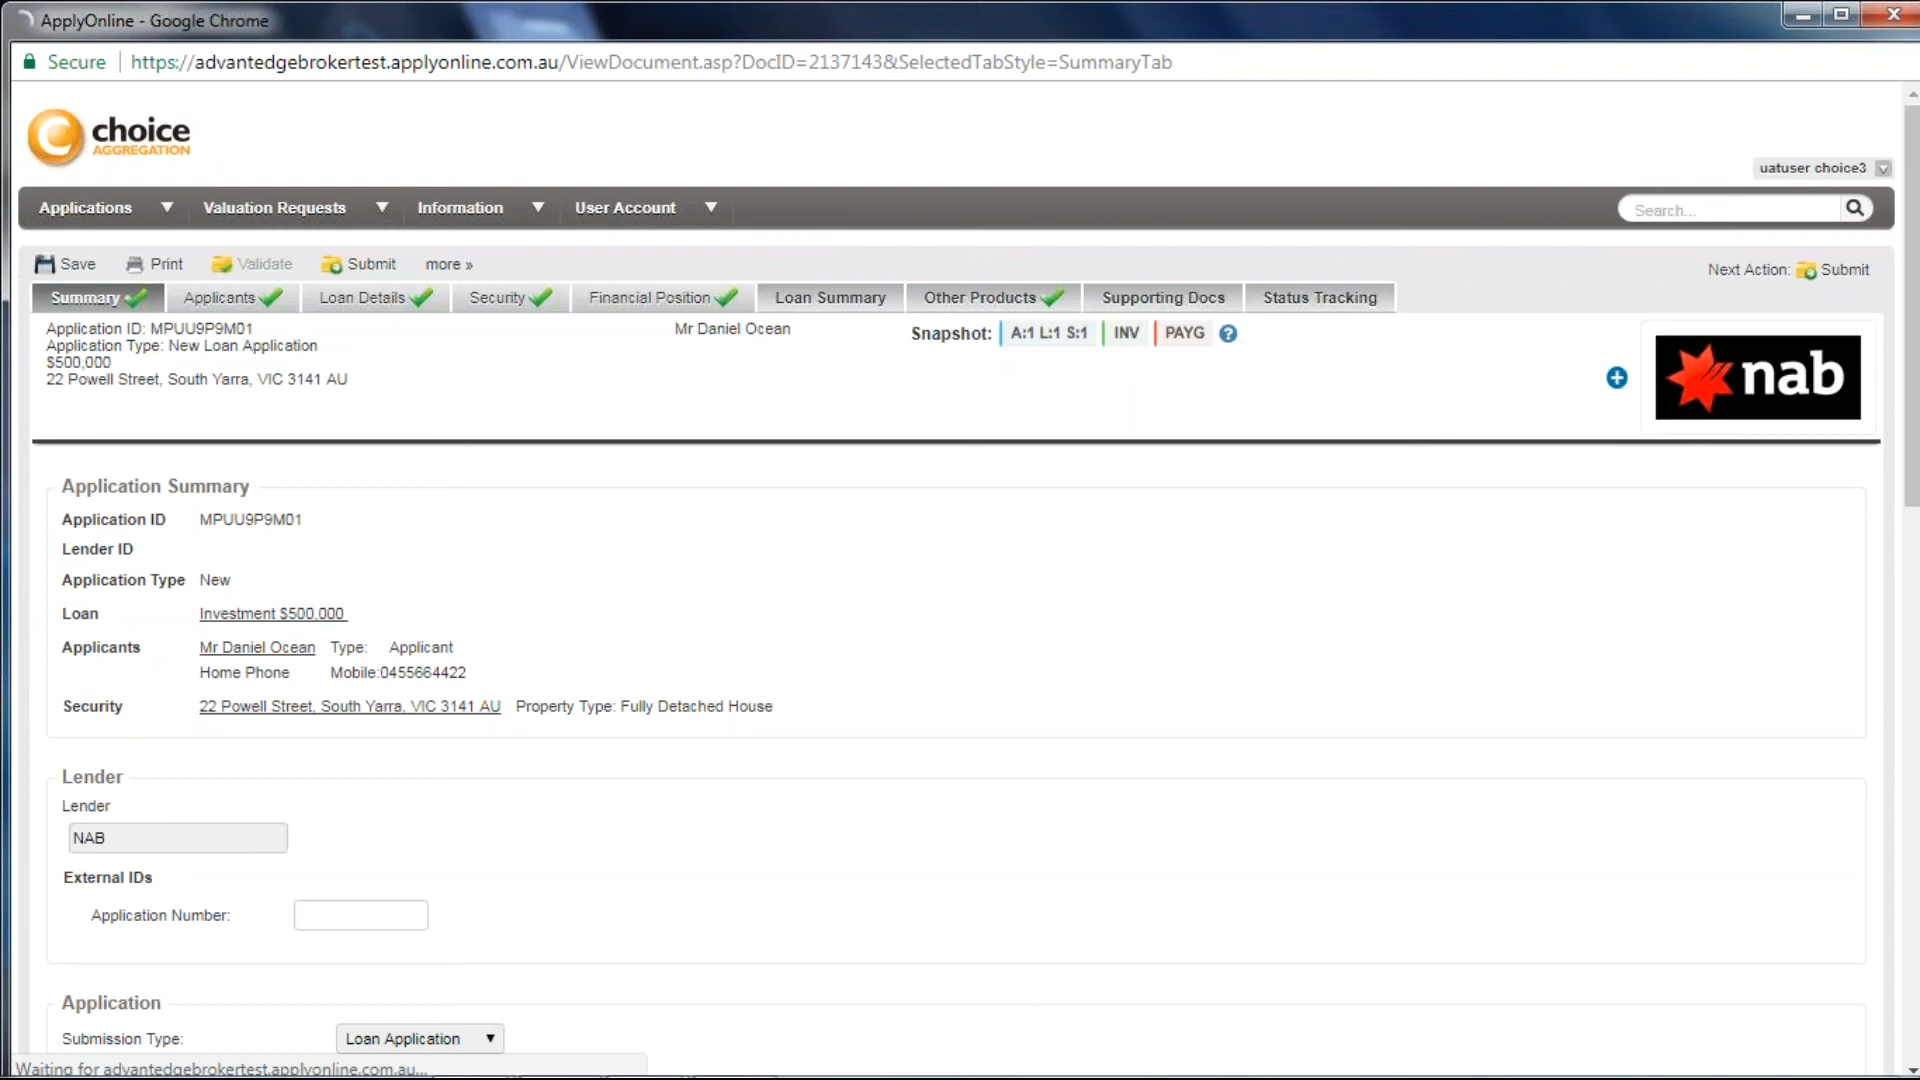 ApplyOnline - Google Chrome
Secure https://advantedgebrokertest.applyonline.com.au/ViewDocument.asp?DocID=2137143&SelectedTabStyle=SummaryTab
choice
AGGREGATION
uatuser choice3
Applications ▼ Valuation Requests ▼ Information ▼ User Account ▼ Search...
Save Print Validate Submit more » Next Action: Submit
Summary Applicants Loan Details Security Financial Position Loan Summary Other Products Supporting Docs Status Tracking
Application ID: MPUU9P9M01 Mr Daniel Ocean Snapshot: A:1 L:1 S:1 INV PAYG ?
Application Type: New Loan Application
$500,000
22 Powell Street, South Yarra, VIC 3141 AU
nab
Application Summary
Application ID MPUU9P9M01
Lender ID
Application Type New
Loan Investment $500,000
Applicants Mr Daniel Ocean Type: Applicant
Home Phone Mobile:0455664422
Security 22 Powell Street, South Yarra, VIC 3141 AU Property Type: Fully Detached House
Lender
Lender
NAB
External IDs
Application Number:
Application
Submission Type: Loan Application ▼
Waiting for advantedgebrokertest.applyonline.com.au...